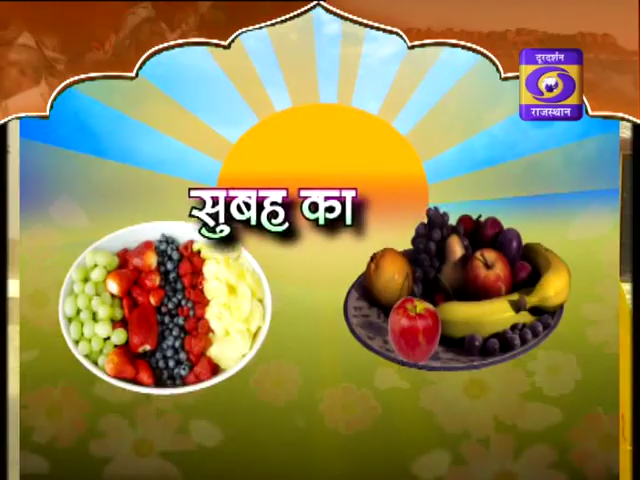 दूरदर्शन
राजस्थान
सुबह का